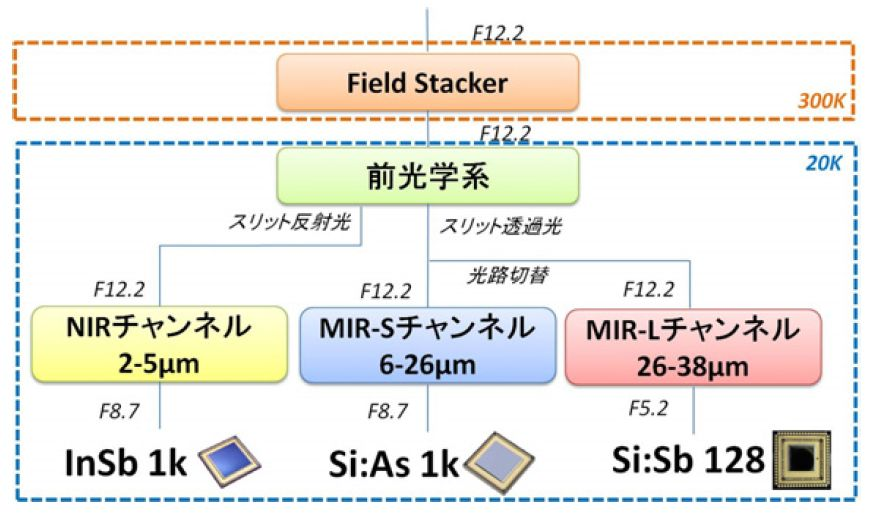 F12.2
Field Stacker
300K
F12.2
20K
前光学系
スリット反射光
スリット透過光
光路切替
F12.2
F12.2
F12.2
NIRチャンネル
2-5μm
MIR-Sチャンネル
6-26μm
MIR-Lチャンネル
26-38μm
F8.7
F8.7
F5.2
InSb 1k
Si:As 1k
Si:Sb 128